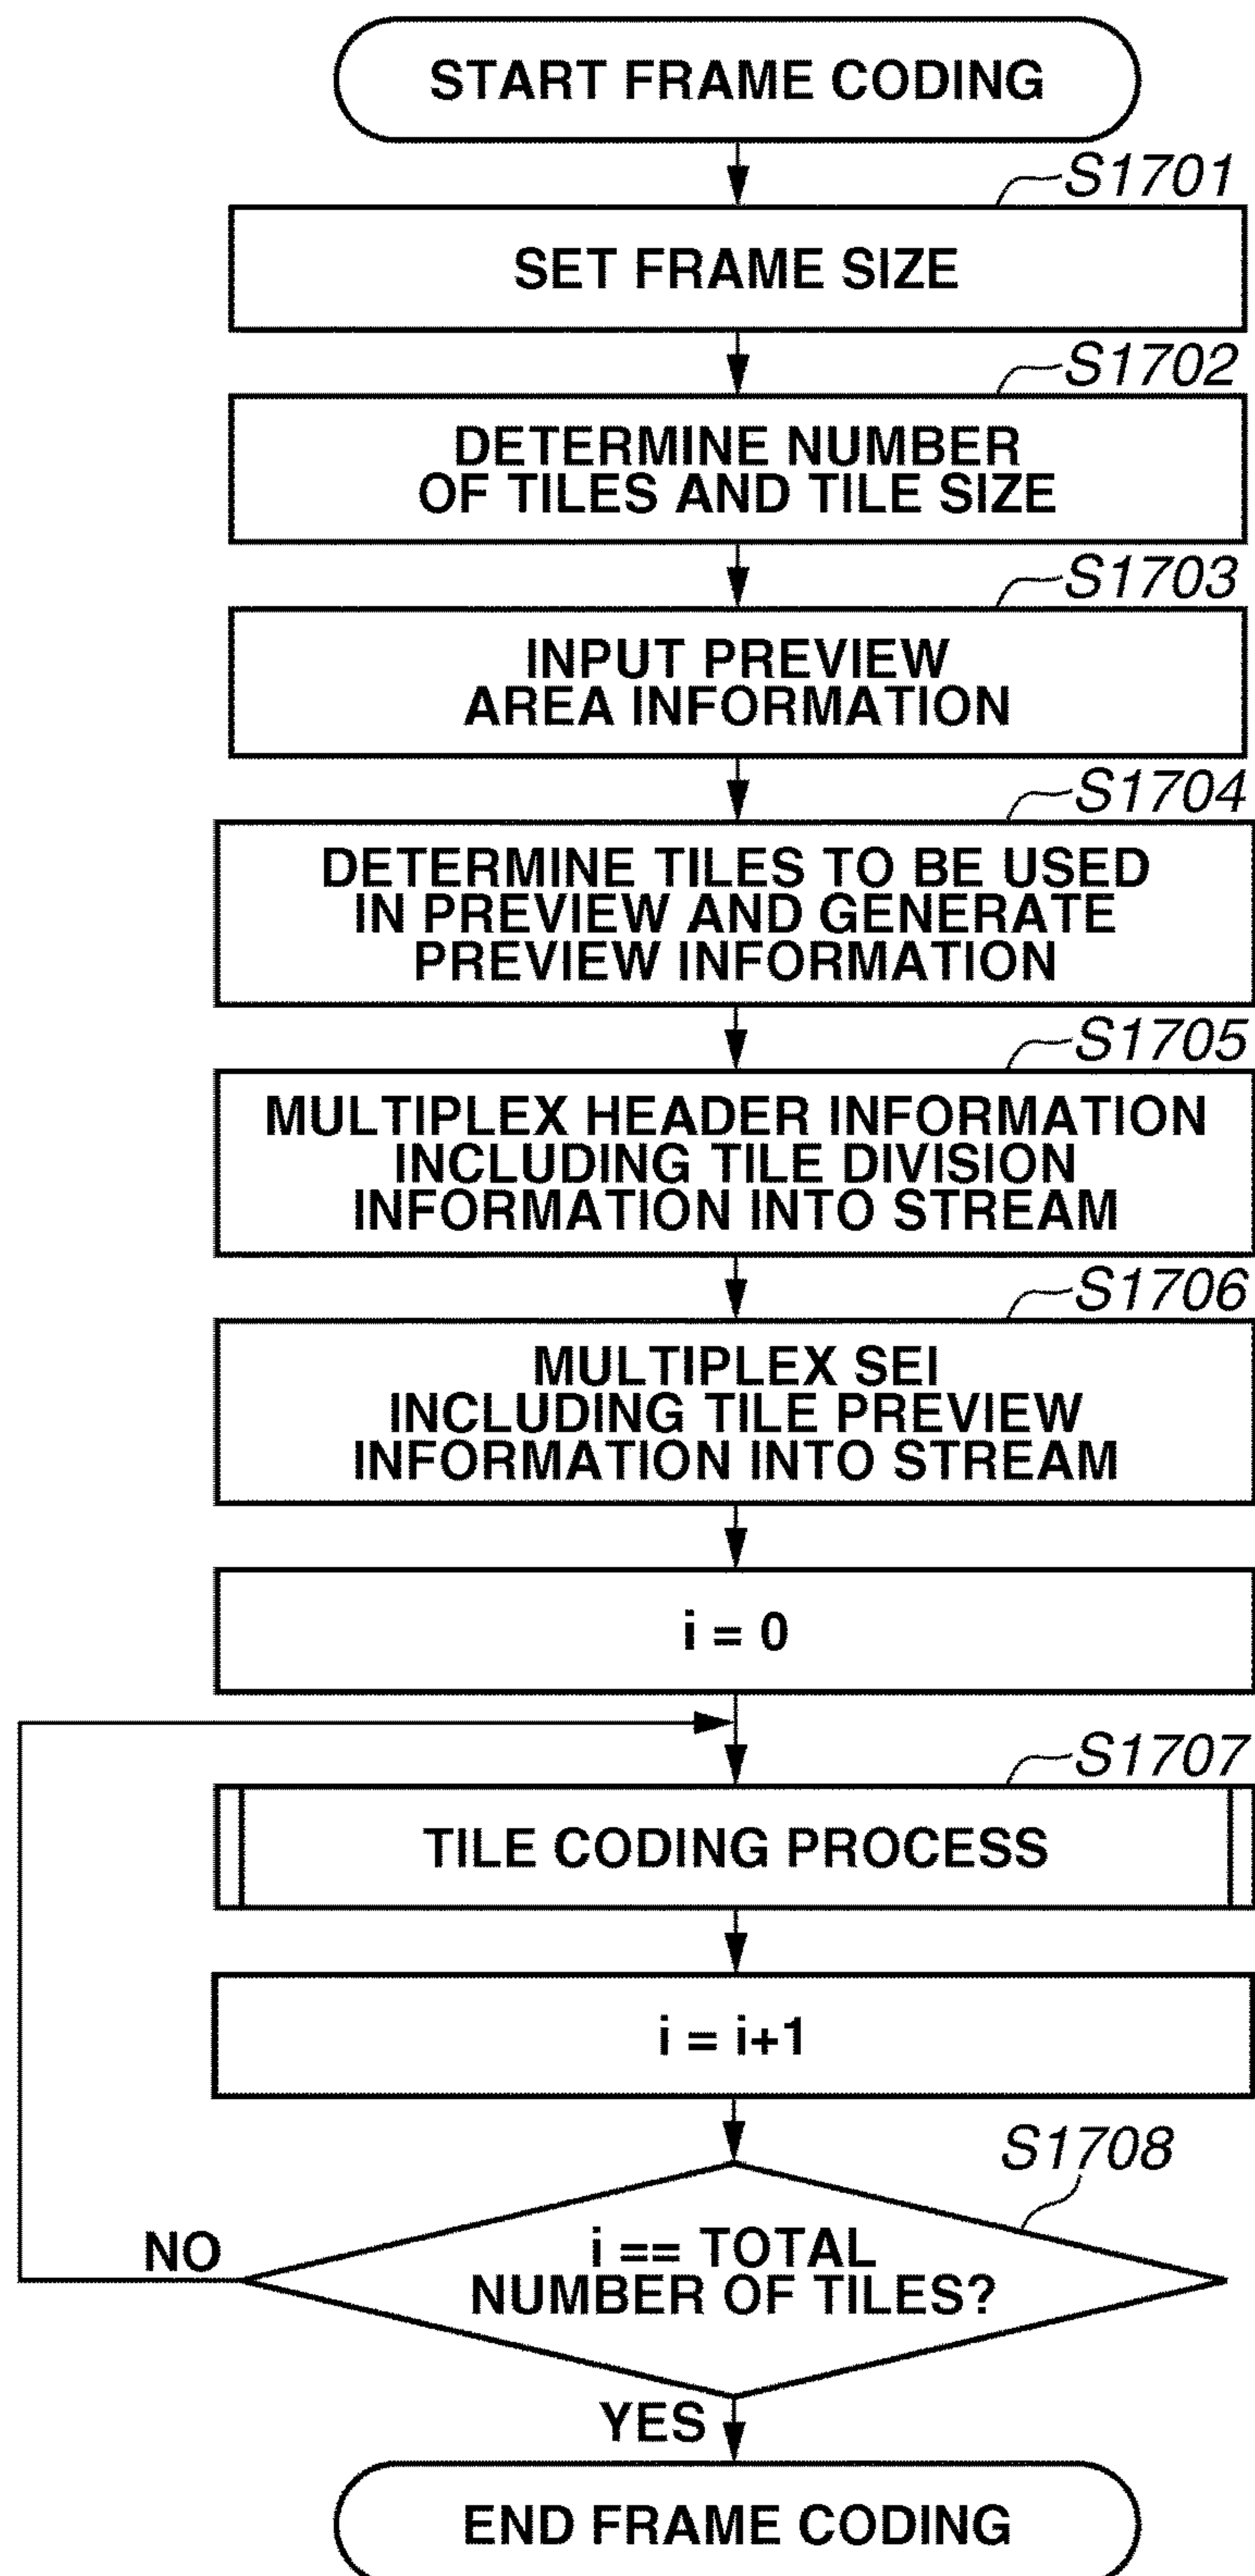 START FRAME CODING
S1701
SET FRAME SIZE
S1702
DETERMINE NUMBER
OF TILES AND TILE SIZE
S1703
INPUT PREVIEW
AREA INFORMATION
S1704
DETERMINE TILES TO BE USED
IN PREVIEW AND GENERATE
PREVIEW INFORMATION
S1705
MULTIPLEX HEADER INFORMATION
INCLUDING TILE DIVISION
INFORMATION INTO STREAM
S1706
MULTIPLEX SEI
INCLUDING TILE PREVIEW
INFORMATION INTO STREAM
i = 0
S1707
TILE CODING PROCESS
i = i+1
S1708
i == TOTAL
NUMBER OF TILES?
NO
YES
END FRAME CODING